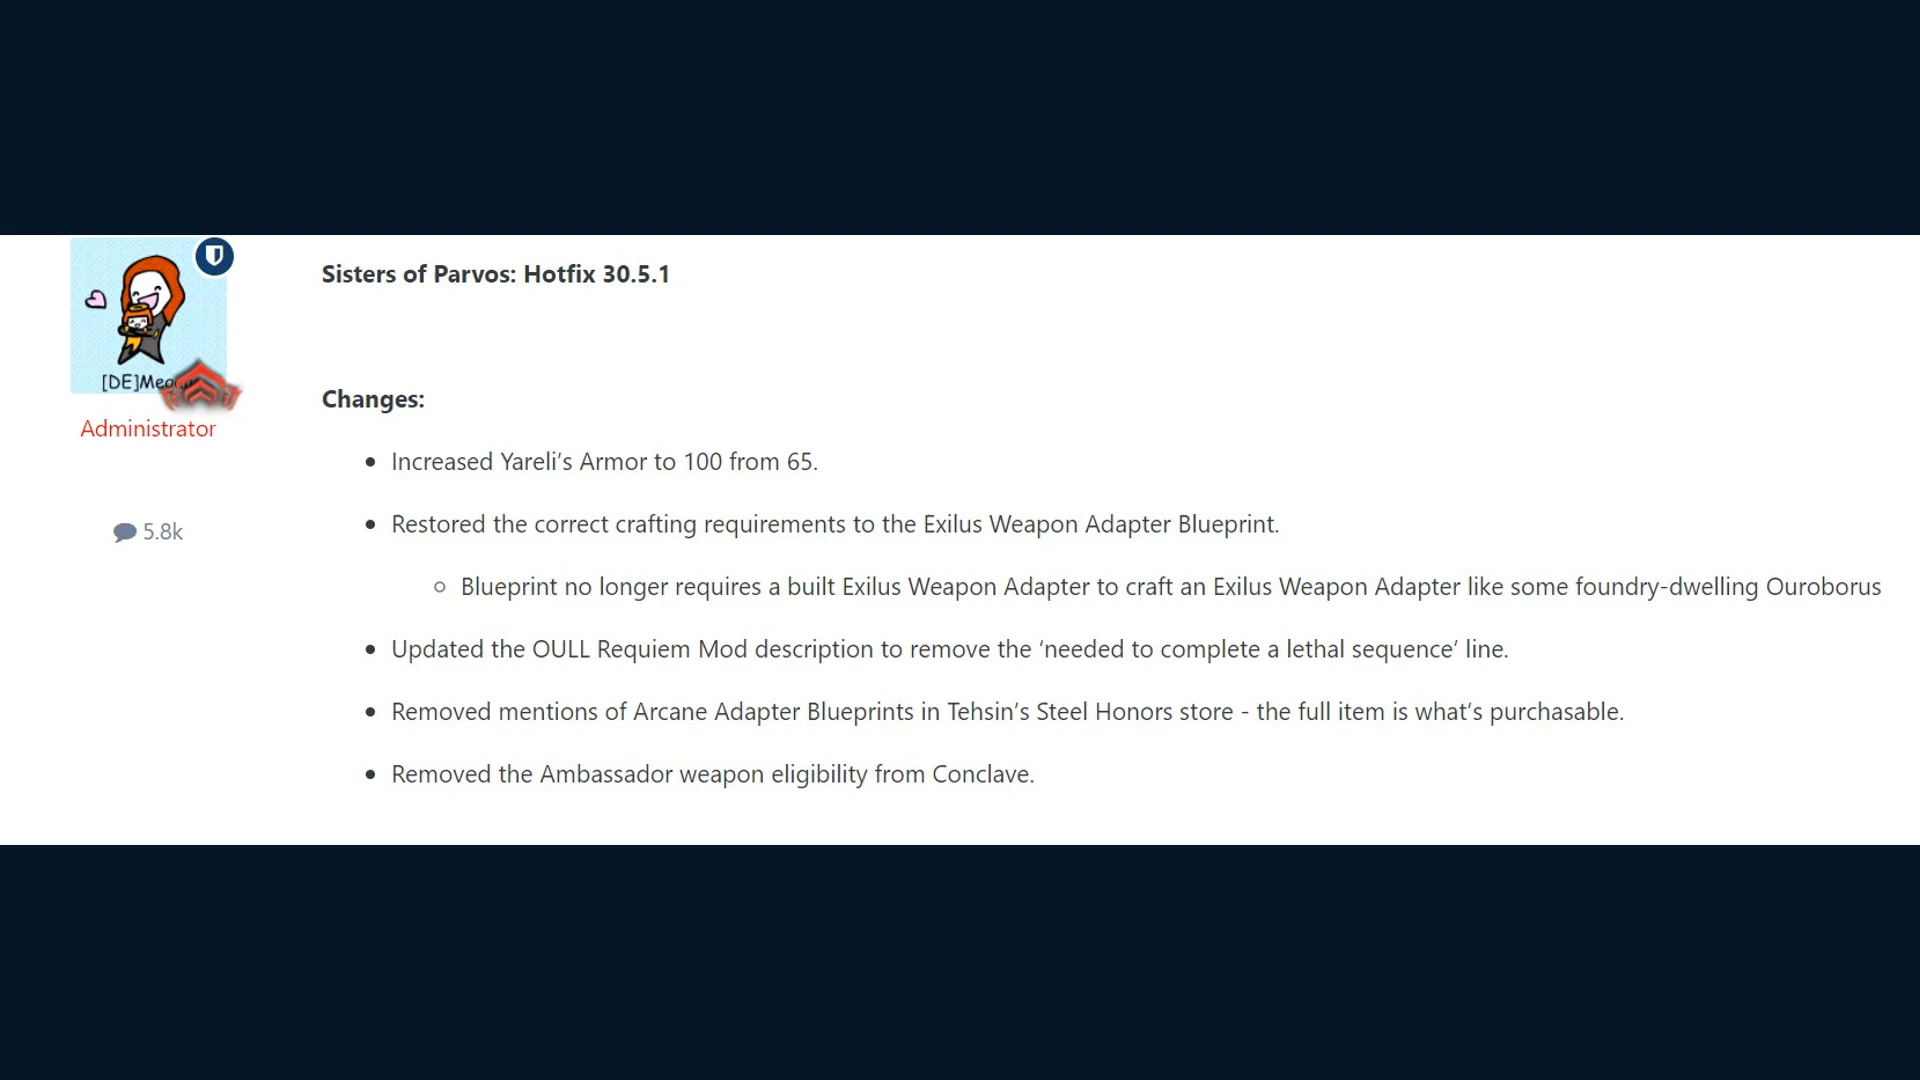 [DE]Mea
Administrator
5.8k
Sisters of Parvos: Hotfix 30.5.1
Changes:
Increased Yareli’s Armor to 100 from 65.
Restored the correct crafting requirements to the Exilus Weapon Adapter Blueprint.
Blueprint no longer requires a built Exilus Weapon Adapter to craft an Exilus Weapon Adapter like some foundry-dwelling Ouroborus
Updated the OULL Requiem Mod description to remove the ‘needed to complete a lethal sequence’ line.
Removed mentions of Arcane Adapter Blueprints in Tehsin’s Steel Honors store - the full item is what’s purchasable.
Removed the Ambassador weapon eligibility from Conclave.